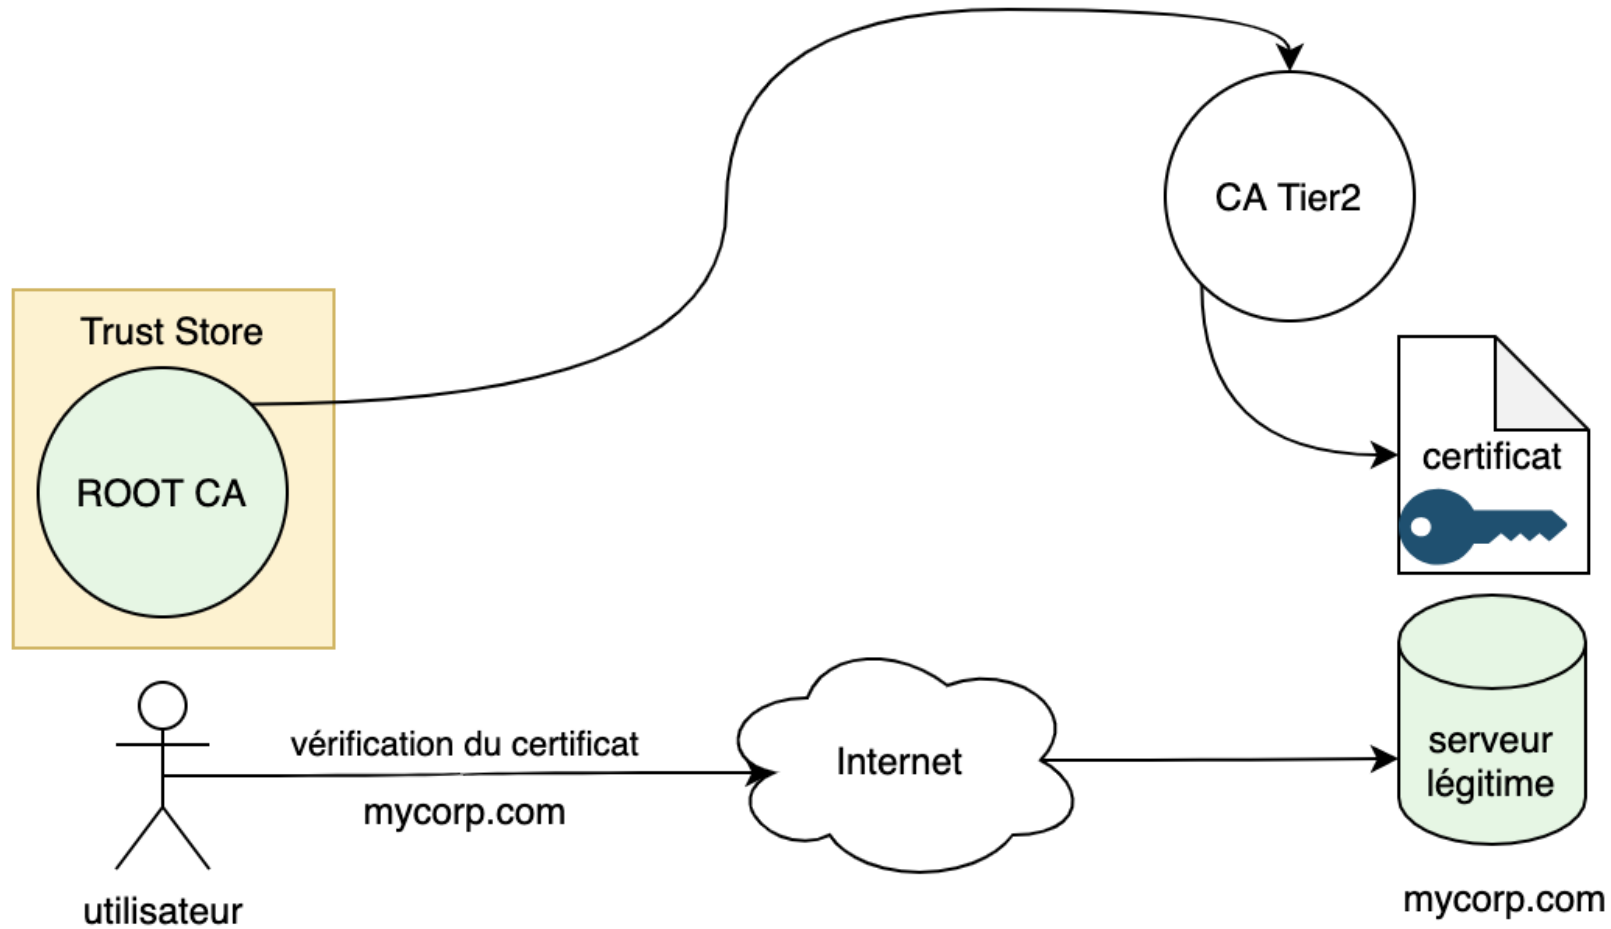 CA Tier2
Trust Store
ROOT CA
certificat
vérification du certificat
mycorp.com
Internet
serveur
légitime
utilisateur
mycorp.com